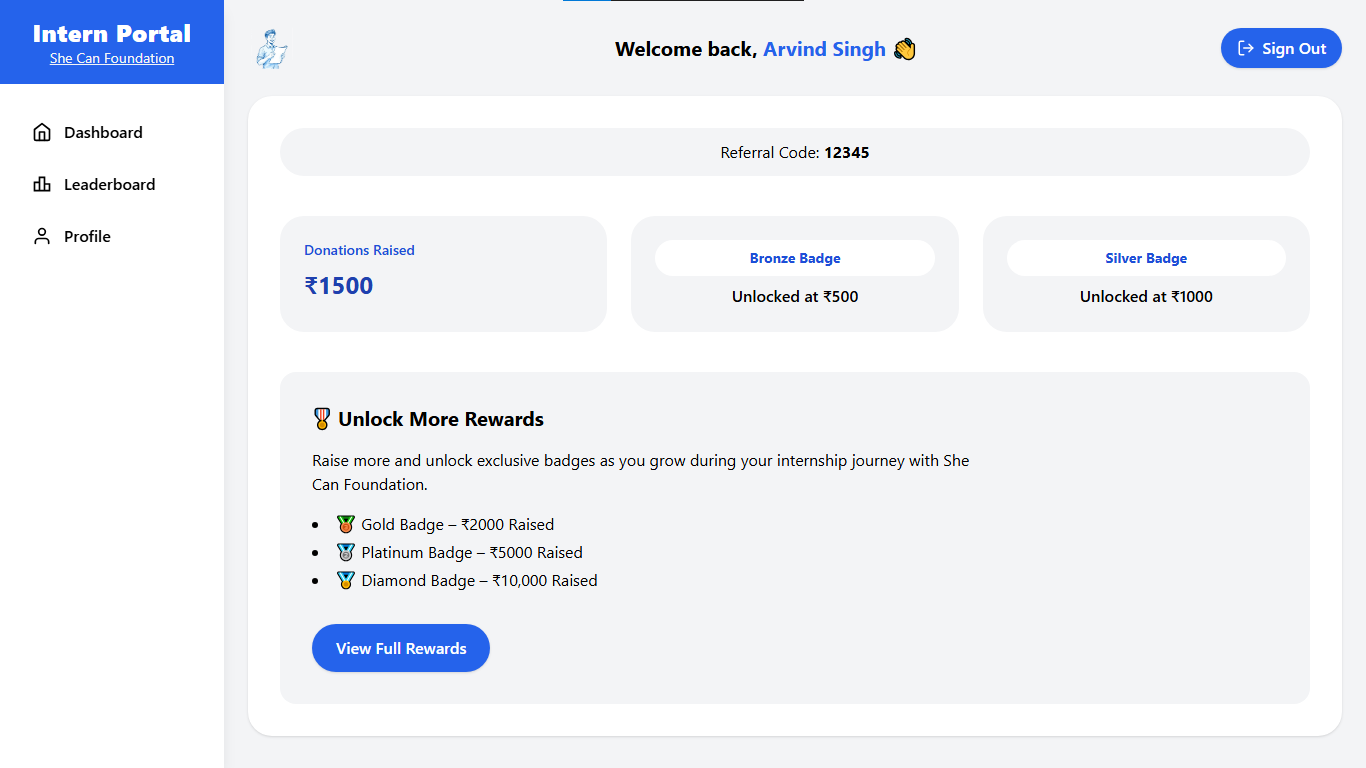 Intern Portal
She Can Foundation
Dashboard
Leaderboard
Profile
Welcome back, Arvind Singh 👋
Sign Out
Referral Code: 12345
Donations Raised
₹1500
Bronze Badge
Unlocked at ₹500
Silver Badge
Unlocked at ₹1000
🎖️ Unlock More Rewards
Raise more and unlock exclusive badges as you grow during your internship journey with She
Can Foundation.
• 🥉 Gold Badge – ₹2000 Raised
• 🥈 Platinum Badge – ₹5000 Raised
• 🥇 Diamond Badge – ₹10,000 Raised
View Full Rewards